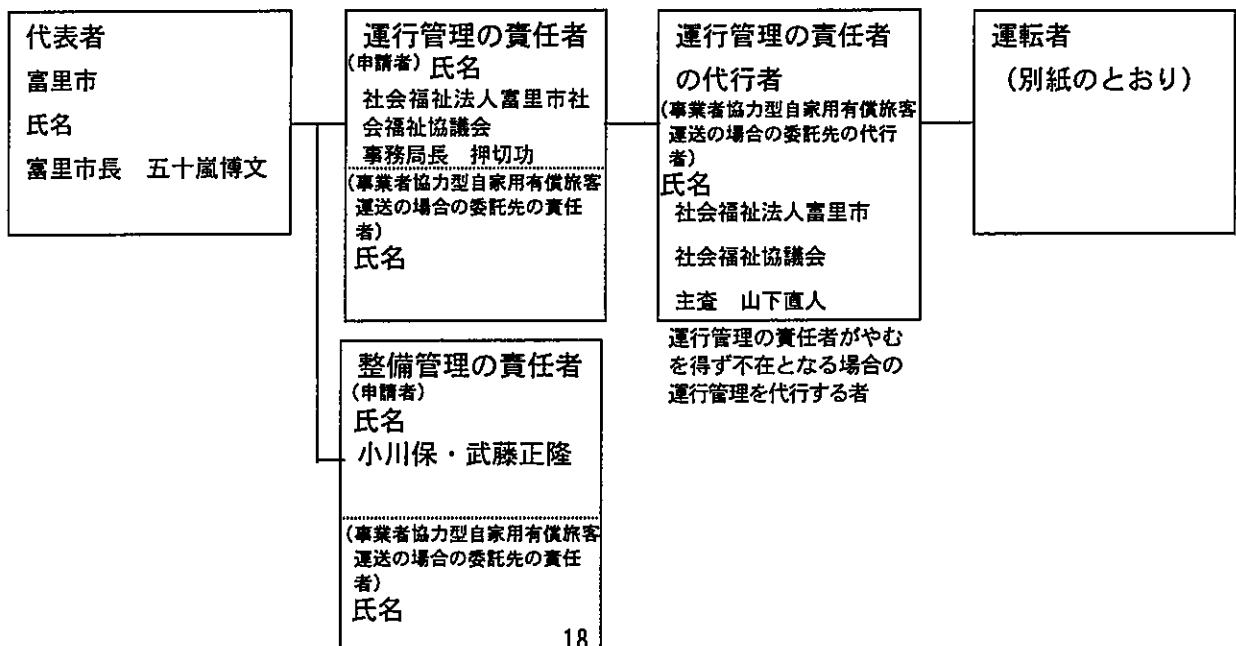 代表者
富里市
氏名
富里市長　五十嵐博文
運行管理の責任者
(申請者) 氏名
社会福祉法人富里市社
会福祉協議会
事務局長　押切功
(事業者協力型自家用有償旅客
運送の場合の委託先の責任
者)
氏名
運行管理の責任者
の代行者
(事業者協力型自家用有償旅客
運送の場合の委託先の代行
者)
氏名
社会福祉法人富里市
社会福祉協議会
主査　山下直人
運行管理の責任者がやむ
を得ず不在となる場合の
運行管理を代行する者
運転者
(別紙のとおり)
整備管理の責任者
(申請者)
氏名
小川保・武藤正隆
(事業者協力型自家用有償旅客
運送の場合の委託先の責任
者)
氏名
18